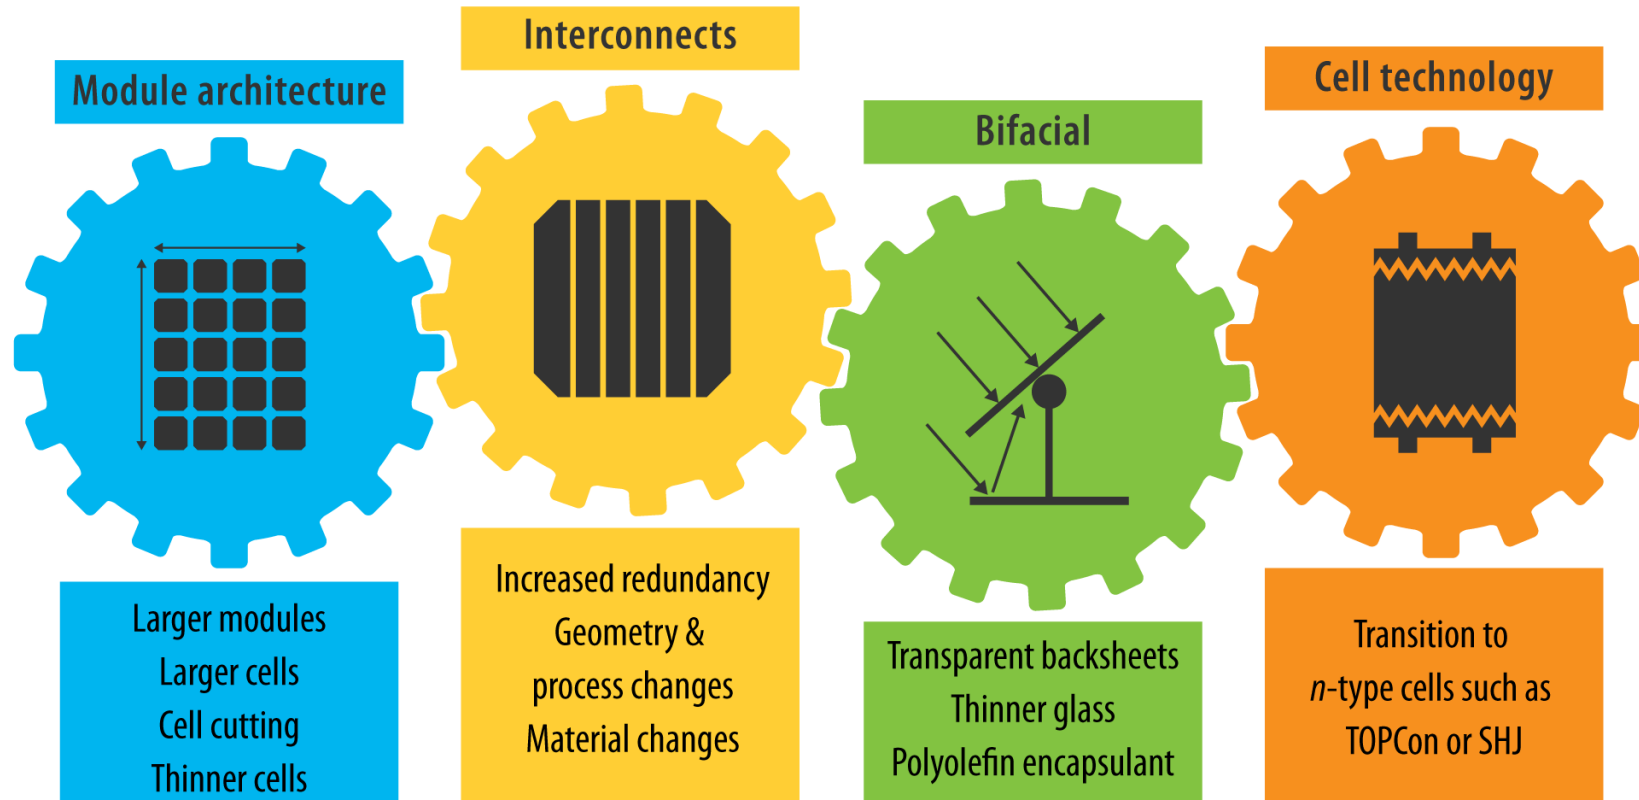 Module architecture
Larger modules
Larger cells
Cell cutting
Thinner cells
Interconnects
Increased redundancy
Geometry &
process changes
Material changes
Bifacial
Transparent backsheets
Thinner glass
Polyolefin encapsulant
Cell technology
Transition to
n-type cells such as
TOPCon or SHJ